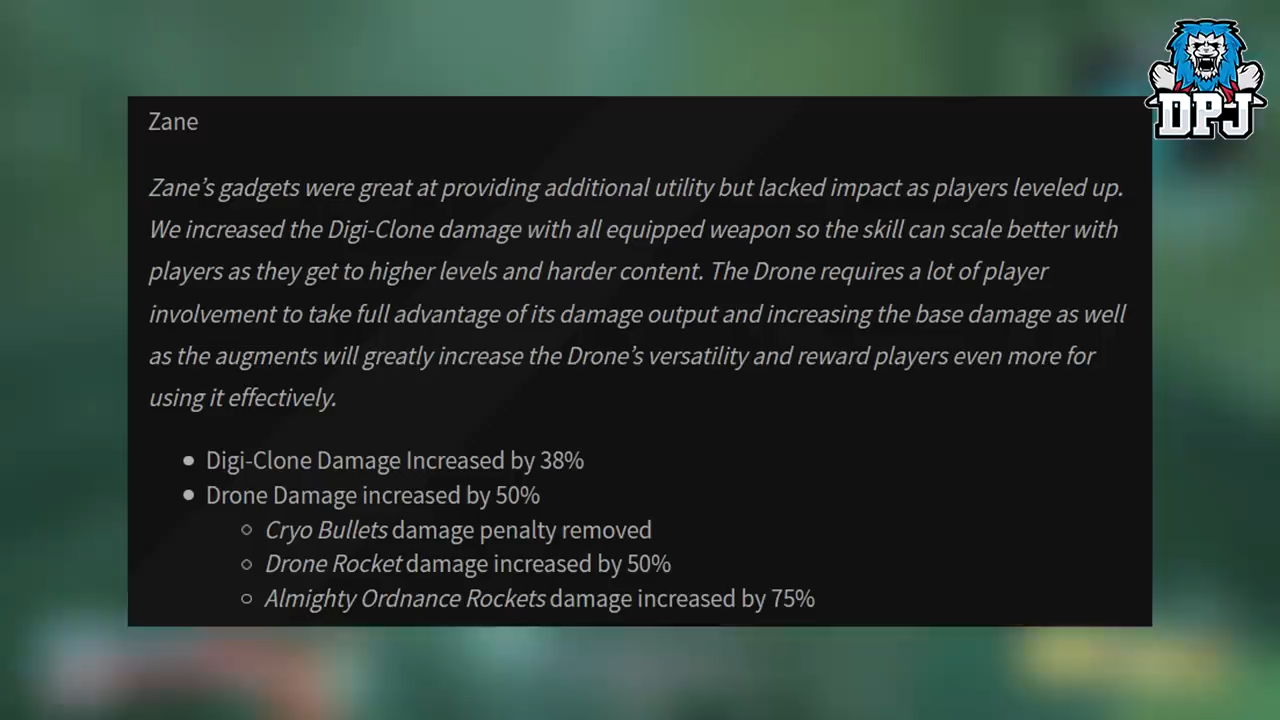 DPJ
Zane
Zane's gadgets were great at providing additional utility but lacked impact as players leveled up.
We increased the Digi-Clone damage with all equipped weapon so the skill can scale better with
players as they get to higher levels and harder content. The Drone requires a lot of player
involvement to take full advantage of its damage output and increasing the base damage as well
as the augments will greatly increase the Drone's versatility and reward players even more for
using it effectively.
• Digi-Clone Damage Increased by 38%
• Drone Damage increased by 50%
○ Cryo Bullets damage penalty removed
○ Drone Rocket damage increased by 50%
○ Almighty Ordnance Rockets damage increased by 75%